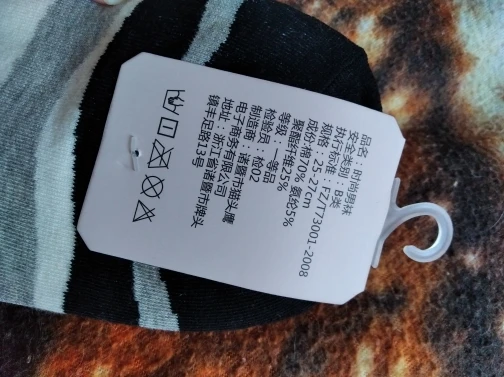 品名：时尚男袜
安全类别：B类
执行标准：FZ/T73001-2008
规格：25-27cm
成份:棉70% 氨纶5%
聚酯纤维25%
等级：一等品
检验员：检02
制造商：诸暨市猫头鹰
电子商务有限公司
地址：浙江省诸暨市牌头
镇丰足路13号